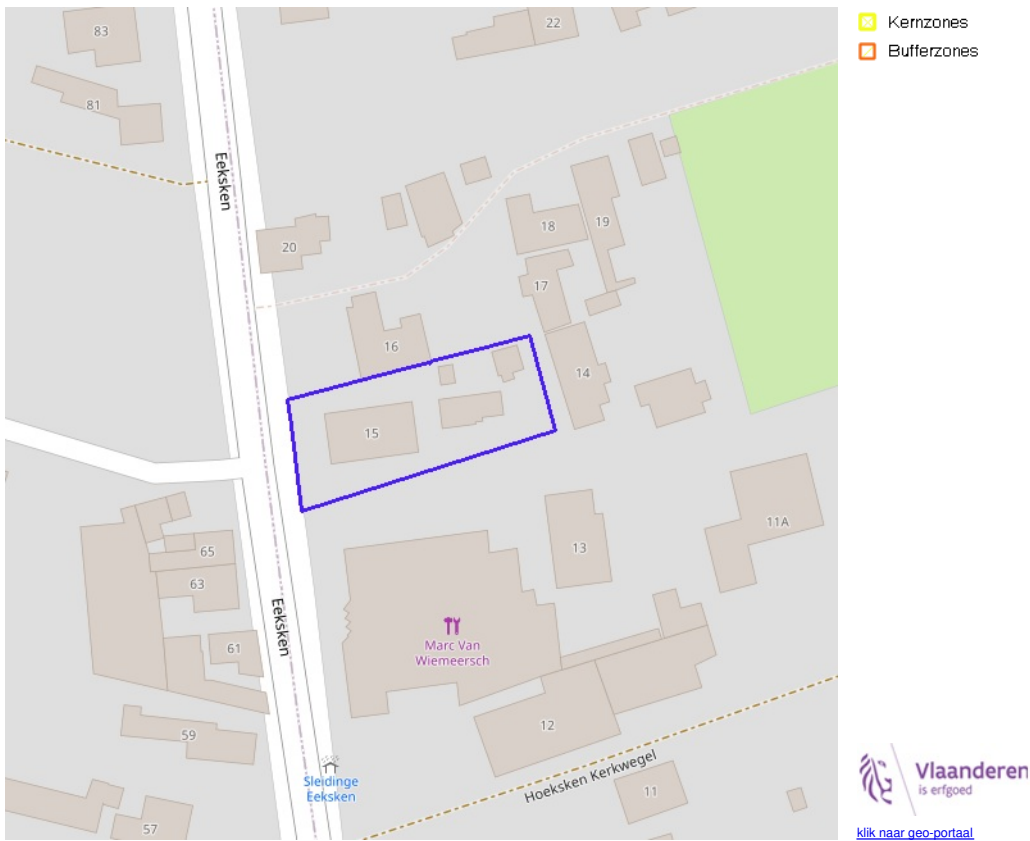 83
22
Kernzones
Bufferzones
81
Eeksken
20
18
19
17
16
14
15
65
63
61
59
57
Eeksken
13
11A
Marc Van
Wiemeersch
12
Sleidinge
Eeksken
Hoeksken Kerkwegel
11
Vlaanderen
is erfgoed
klik naar geo-portaal